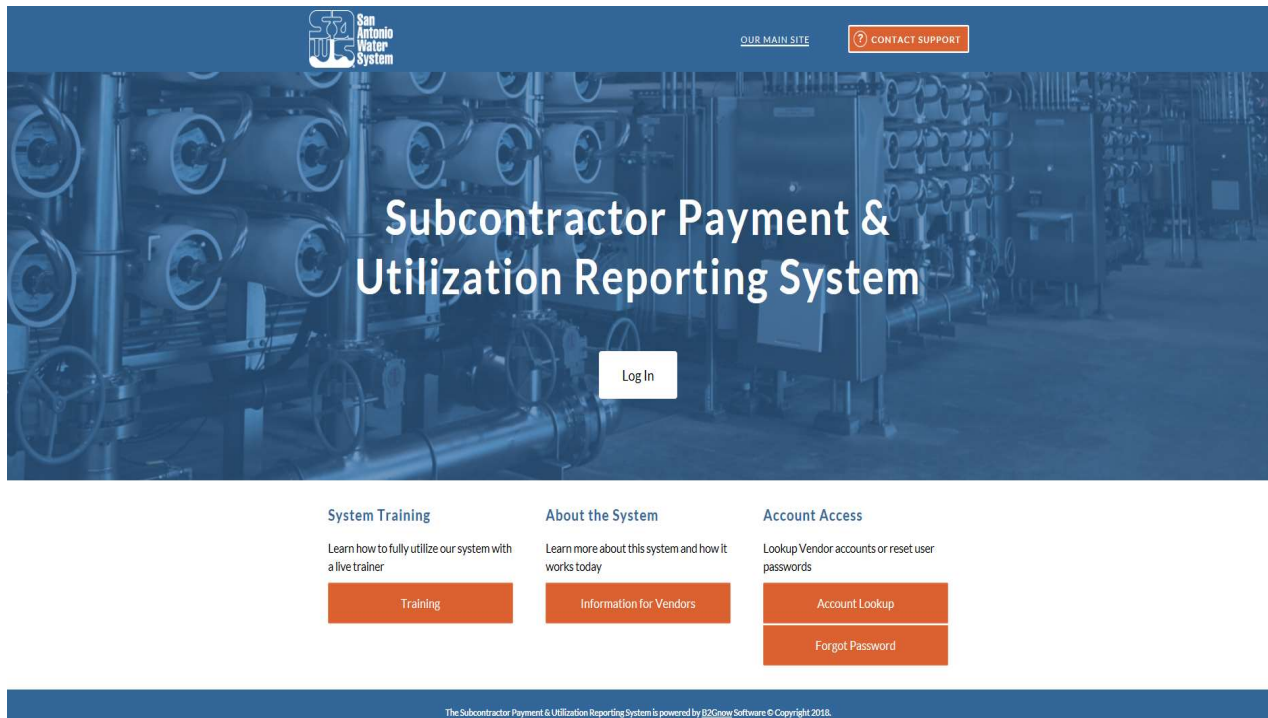 San
Antonio
Water
System
OUR MAIN SITE
? CONTACT SUPPORT
Subcontractor Payment &
Utilization Reporting System
Log In
System Training
Learn how to fully utilize our system with
a live trainer
Training
About the System
Learn more about this system and how it
works today
Information for Vendors
Account Access
Lookup Vendor accounts or reset user
passwords
Account Lookup
Forgot Password
The Subcontractor Payment & Utilization Reporting System is powered by B2Gnow Software © Copyright 2018.